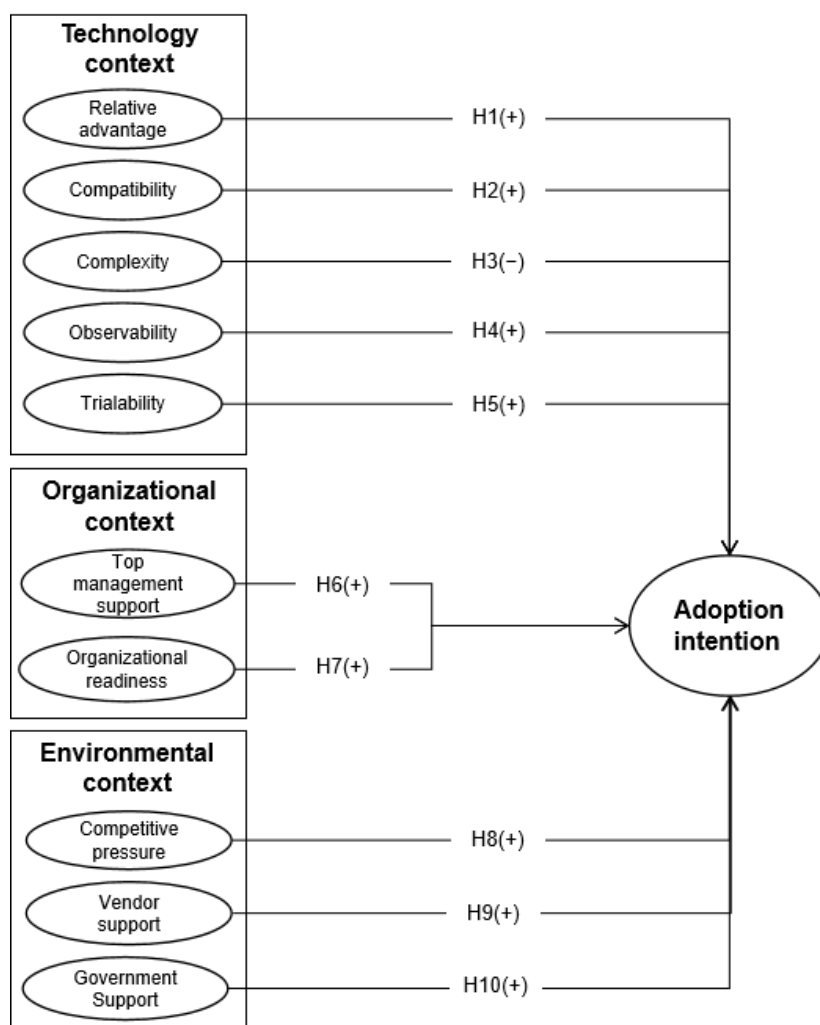 Technology
context
Relative
advantage
H1(+)
Compatibility
H2(+)
Complexity
H3(−)
Observability
H4(+)
Trialability
H5(+)
Organizational
context
Top
management
support
H6(+)
Organizational
readiness
H7(+)
Adoption
intention
Environmental
context
Competitive
pressure
H8(+)
Vendor
support
H9(+)
Government
Support
H10(+)